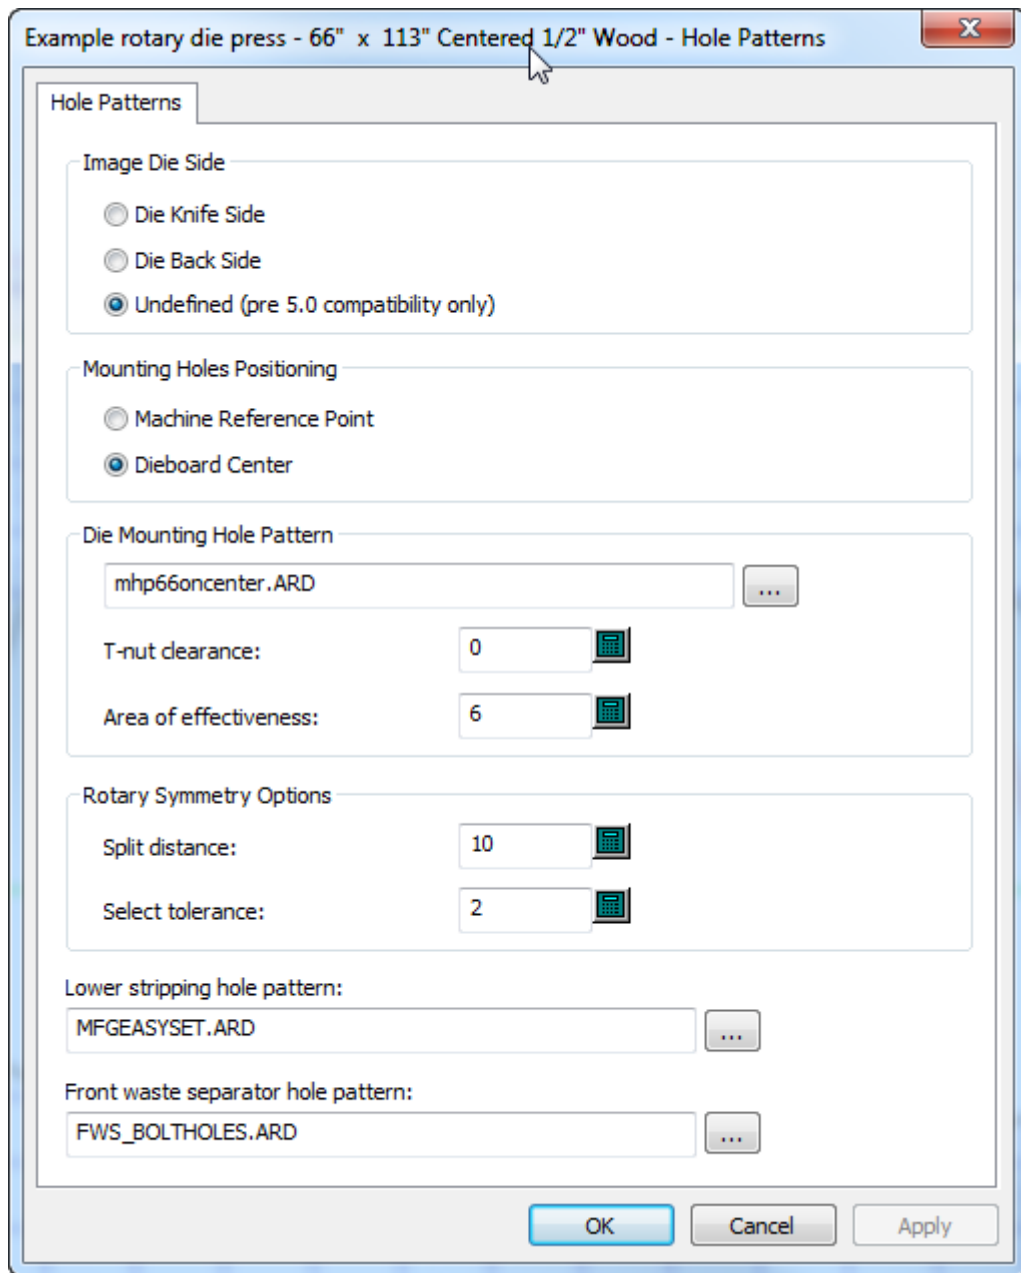 Example rotary die press - 66" x 113" Centered 1/2" Wood - Hole Patterns
Hole Patterns
Image Die Side
Die Knife Side
Die Back Side
Undefined (pre 5.0 compatibility only)
Mounting Holes Positioning
Machine Reference Point
Dieboard Center
Die Mounting Hole Pattern
mhp66oncenter.ARD ...
T-nut clearance: 0
Area of effectiveness: 6
Rotary Symmetry Options
Split distance: 10
Select tolerance: 2
Lower stripping hole pattern:
MFGEASYSET.ARD ...
Front waste separator hole pattern:
FWS_BOLTHOLES.ARD ...
OK Cancel Apply